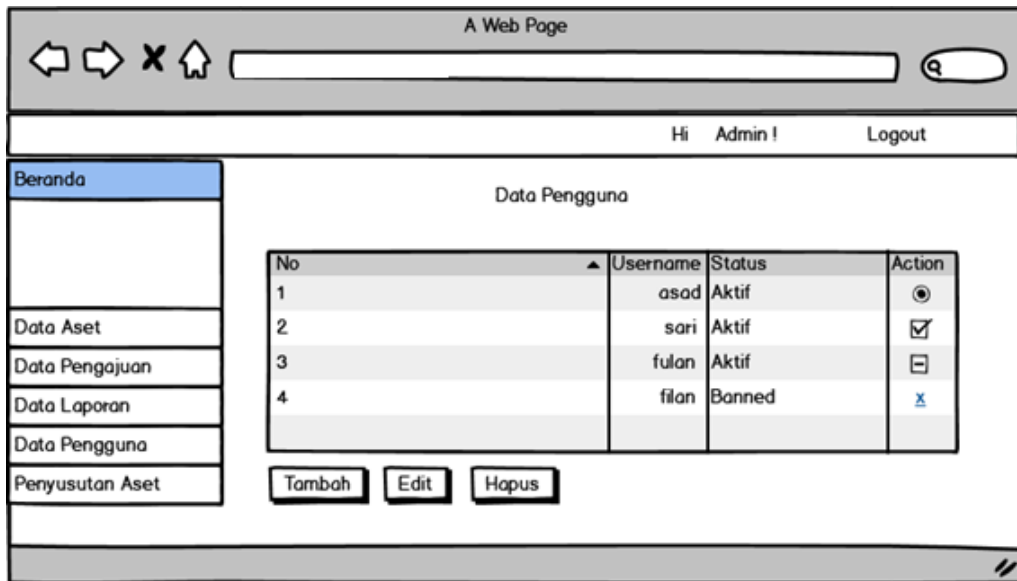 A Web Page
Hi Admin ! Logout
Beranda
Data Aset
Data Pengajuan
Data Laporan
Data Pengguna
Penyusutan Aset
Data Pengguna
No Username Status Action
1 asad Aktif
2 sari Aktif
3 fulan Aktif
4 filan Banned x
Tambah Edit Hapus